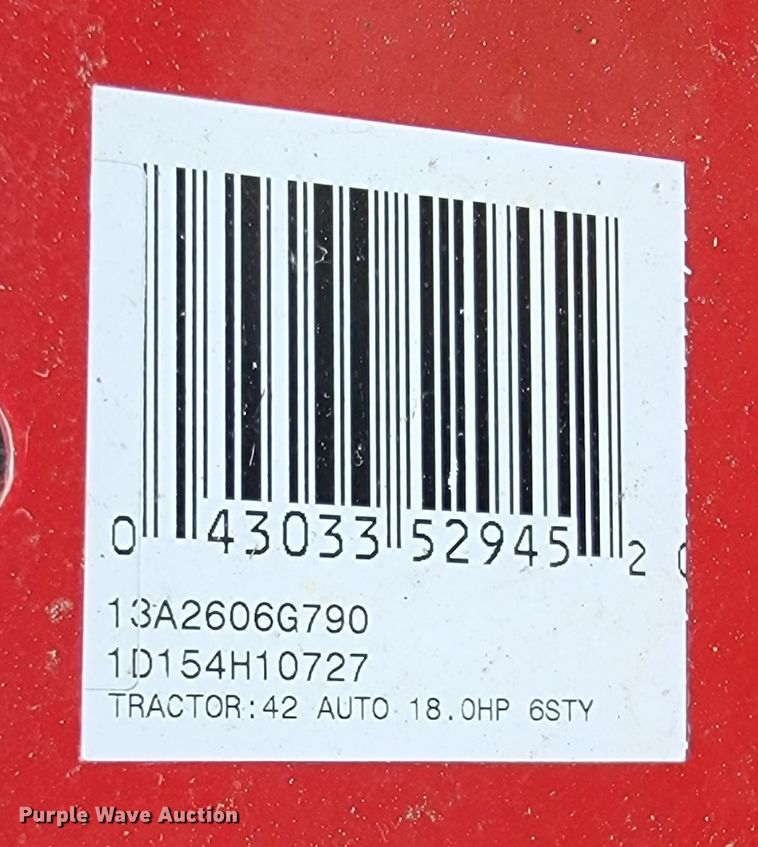 0 43033 52945 2
13A2606G790
1D154H10727
TRACTOR:42 AUTO 18.0HP 6STY
Purple Wave Auction